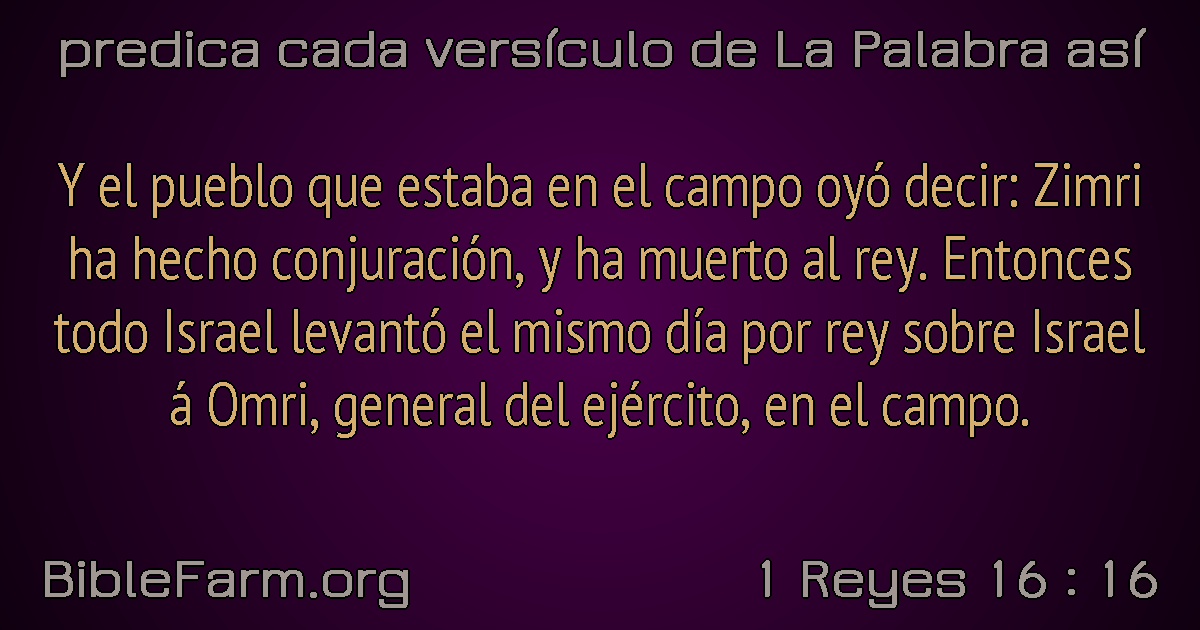 predica cada versículo de La Palabra así
Y el pueblo que estaba en el campo oyó decir: Zimri
ha hecho conjuración, y ha muerto al rey. Entonces
todo Israel levantó el mismo día por rey sobre Israel
á Omri, general del ejército, en el campo.
BibleFarm.org
1 Reyes 16 : 16